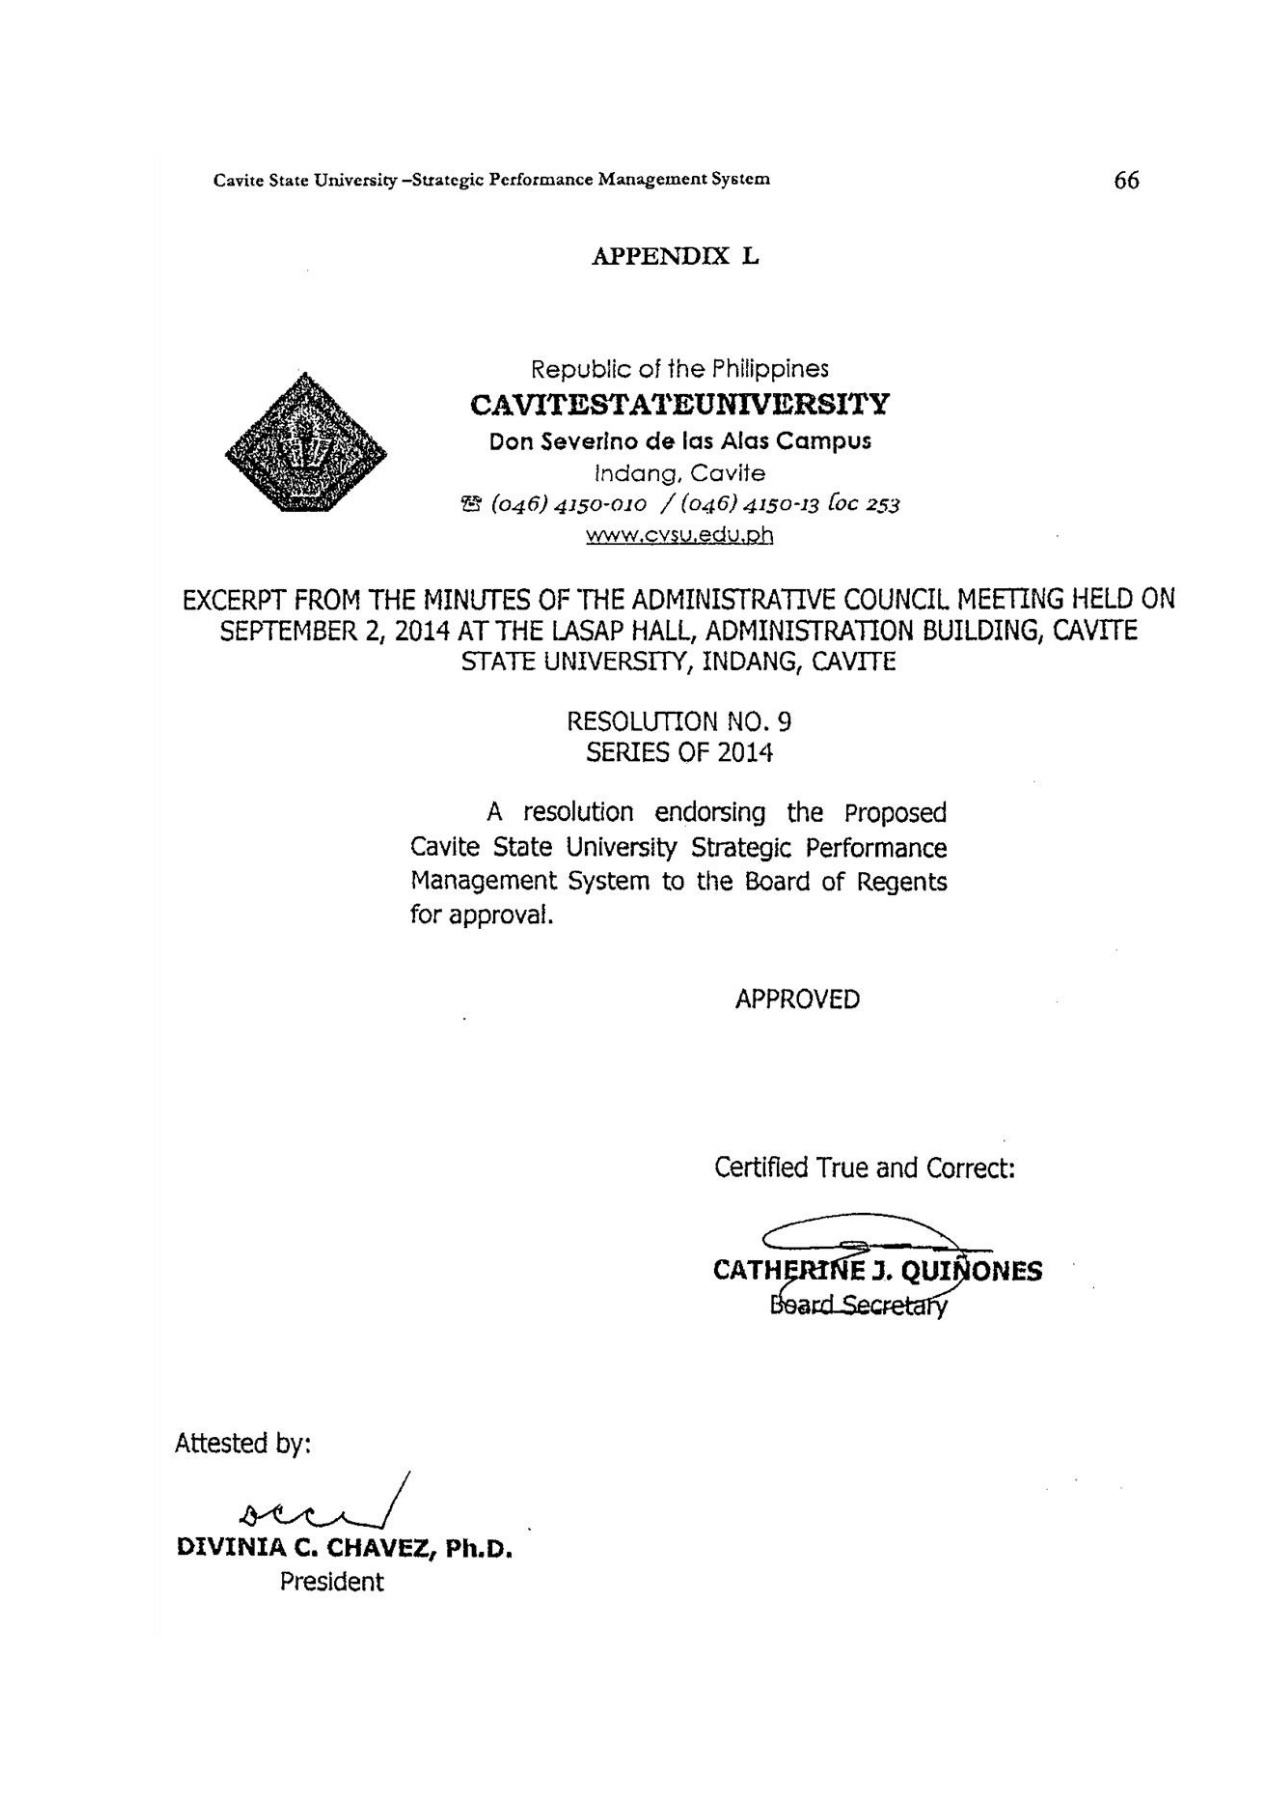 Cavite State University –Strategic Performance Management System 66
APPENDIX L
Republic of the Philippines
CAVITESTATEUNIVERSITY
Don Severino de las Alas Campus
Indang, Cavite
☎ (046) 4150-010 / (046) 4150-13 loc 253
www.cvsu.edu.ph
EXCERPT FROM THE MINUTES OF THE ADMINISTRATIVE COUNCIL MEETING HELD ON
SEPTEMBER 2, 2014 AT THE LASAP HALL, ADMINISTRATION BUILDING, CAVITE
STATE UNIVERSITY, INDANG, CAVITE
RESOLUTION NO. 9
SERIES OF 2014
A resolution endorsing the Proposed
Cavite State University Strategic Performance
Management System to the Board of Regents
for approval.
APPROVED
Certified True and Correct:
CATHERINE J. QUIÑONES
Board Secretary
Attested by:
DIVINIA C. CHAVEZ, Ph.D.
President